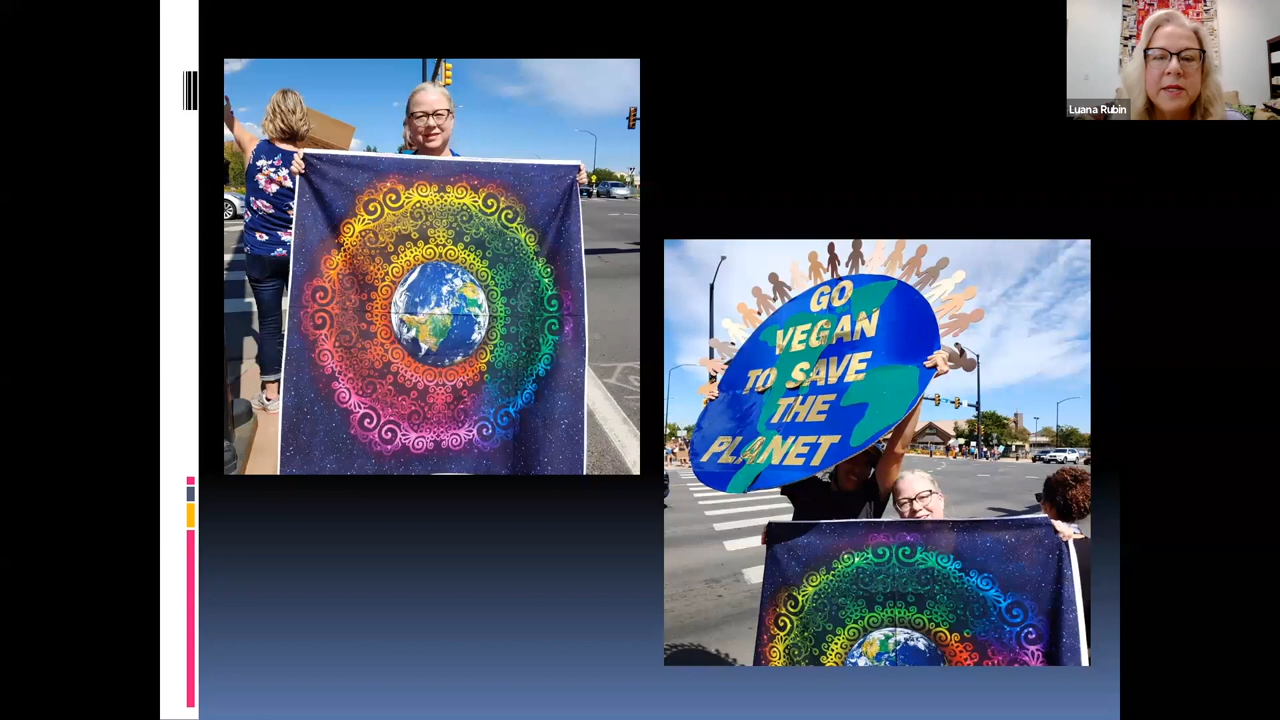 Luana Rubin
GO
VEGAN
TO SAVE
THE
PLANET